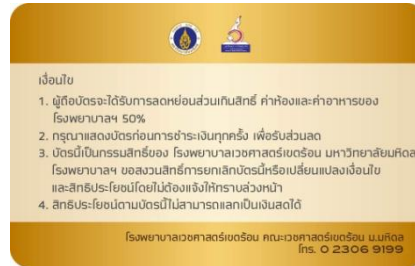 เงื่อนไข
1. ผู้ถือบัตรจะได้รับการลดหย่อนส่วนเกินสิทธิ์ ค่าห้องและค่าอาหารของ
โรงพยาบาลฯ 50%
2. กรุณาแสดงบัตรก่อนการชำระเงินทุกครั้ง เพื่อรับส่วนลด
3. บัตรนี้เป็นกรรมสิทธิ์ของ โรงพยาบาลเวชศาสตร์เขตร้อน มหาวิทยาลัยมหิดล
โรงพยาบาลฯ ขอสงวนสิทธิ์การยกเลิกบัตรนี้หรือเปลี่ยนแปลงเงื่อนไข
และสิทธิประโยชน์โดยไม่ต้องแจ้งให้ทราบล่วงหน้า
4. สิทธิประโยชน์ตามบัตรนี้ไม่สามารถแลกเป็นเงินสดได้
โรงพยาบาลเวชศาสตร์เขตร้อน คณะเวชศาสตร์เขตร้อน ม.มหิดล
โทร. 0 2306 9199